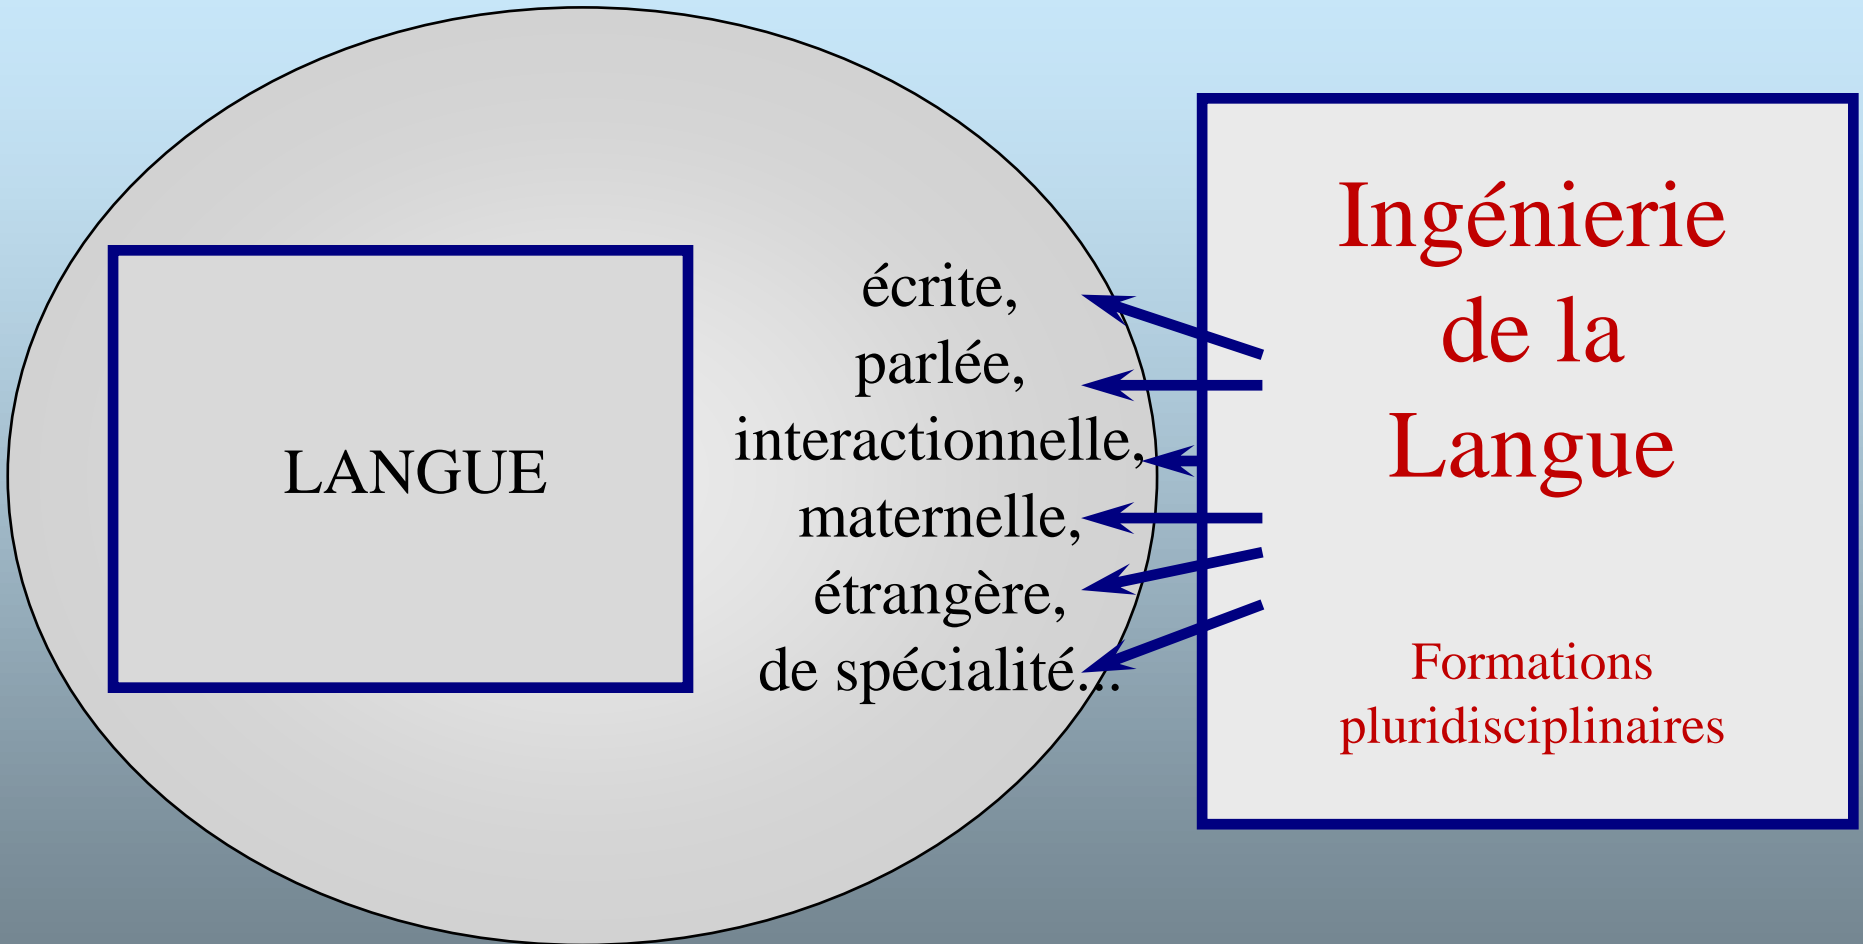 LANGUE
écrite,
parlée,
interactionnelle,
maternelle,
étrangère,
de spécialité...
Ingénierie
de la
Langue
Formations
pluridisciplinaires